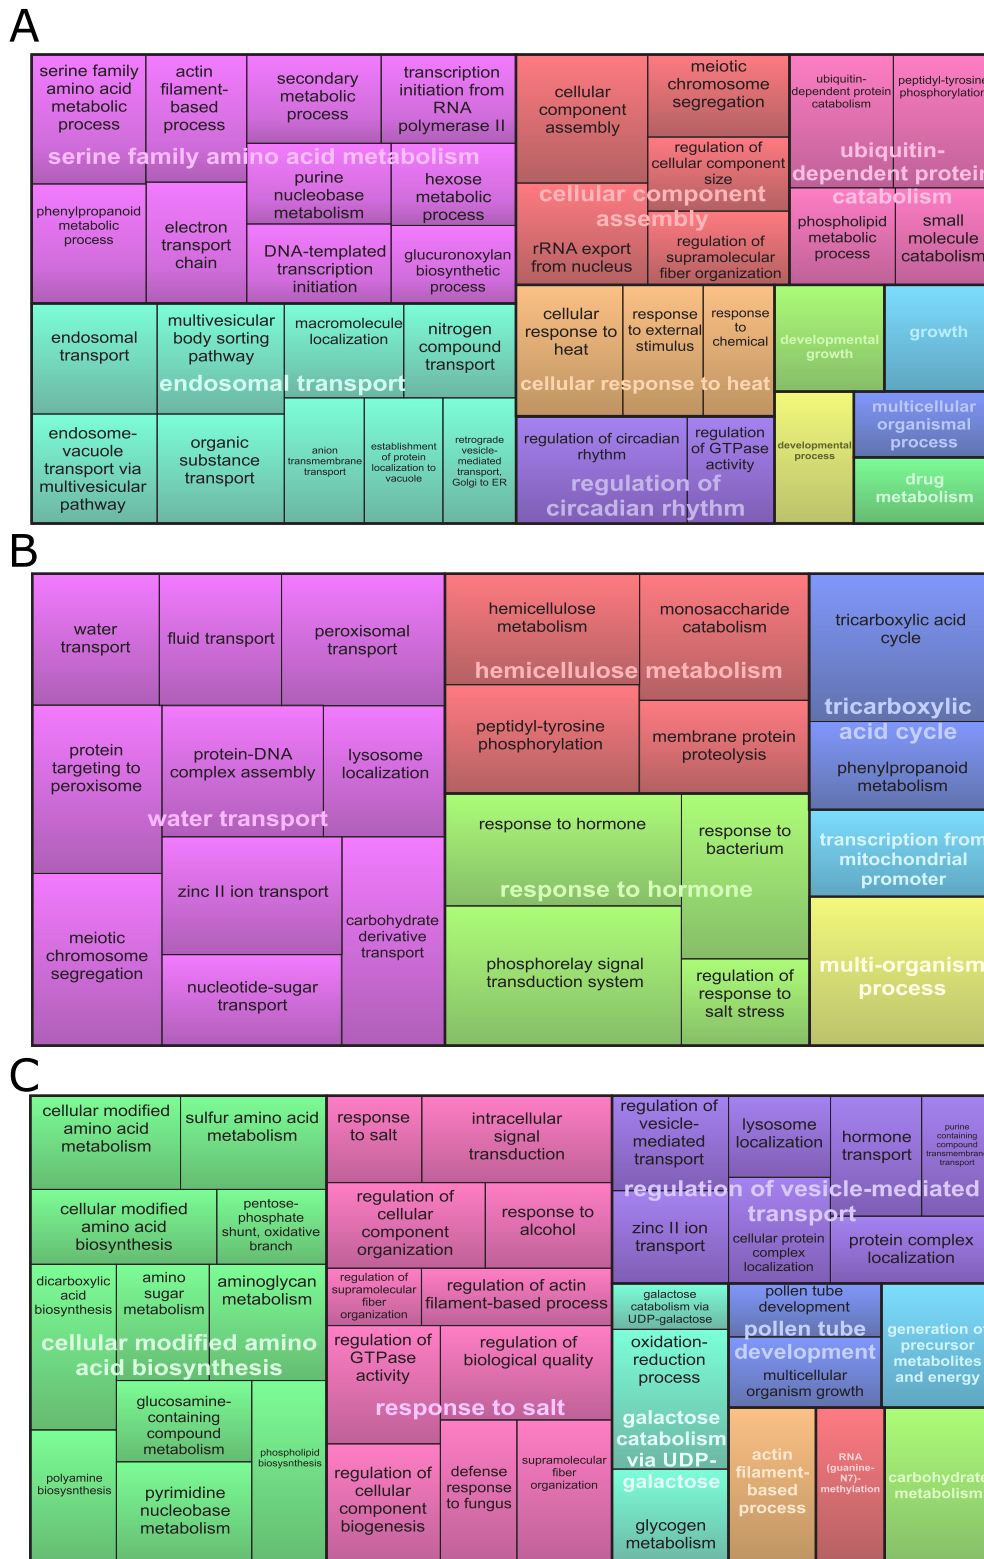 A
serine family
amino acid
metabolic
process
actin
filament-
based
process
secondary
metabolic
process
transcription
initiation from
RNA
polymerase II
serine family amino acid metabolism
purine
nucleobase
metabolism
hexose
metabolic
process
phenylpropanoid
metabolic
process
electron
transport
chain
DNA-templated
transcription
initiation
glucuronoxylan
biosynthetic
process
cellular
component
assembly
meiotic
chromosome
segregation
regulation of
cellular component
size
cellular component
assembly
rRNA export
from nucleus
regulation of
supramolecular
fiber organization
ubiquitin-
dependent protein
catabolism
peptidyl-tyrosine
phosphorylation
ubiquitin-
dependent protein
catabolism
phospholipid
metabolic
process
small
molecule
catabolism
endosomal
transport
multivesicular
body sorting
pathway
macromolecule
localization
nitrogen
compound
transport
endosomal transport
endosome-
vacuole
transport via
multivesicular
pathway
organic
substance
transport
anion
transmembrane
transport
establishment
of protein
localization to
vacuole
retrograde
vesicle-
mediated
transport,
Golgi to ER
cellular
response to
heat
response
to external
stimulus
response
to
chemical
cellular response to heat
regulation of circadian
rhythm
regulation
of GTPase
activity
regulation of
circadian rhythm
developmental
growth
growth
developmental
process
multicellular
organismal
process
drug
metabolism
B
water
transport
fluid transport
peroxisomal
transport
protein
targeting to
peroxisome
protein-DNA
complex assembly
lysosome
localization
water transport
zinc II ion transport
meiotic
chromosome
segregation
carbohydrate
derivative
transport
nucleotide-sugar
transport
hemicellulose
metabolism
monosaccharide
catabolism
hemicellulose metabolism
peptidyl-tyrosine
phosphorylation
membrane protein
proteolysis
response to hormone
response to
bacterium
response to hormone
phosphorelay signal
transduction system
regulation of
response to
salt stress
tricarboxylic acid
cycle
tricarboxylic
acid cycle
phenylpropanoid
metabolism
transcription from
mitochondrial
promoter
multi-organism
process
C
cellular modified
amino acid
metabolism
sulfur amino acid
metabolism
cellular modified
amino acid
biosynthesis
pentose-
phosphate
shunt, oxidative
branch
dicarboxylic
acid
biosynthesis
amino
sugar
metabolism
aminoglycan
metabolism
cellular modified amino
acid biosynthesis
glucosamine-
containing
compound
metabolism
polyamine
biosysnthesis
phospholipid
biosysnthesis
pyrimidine
nucleobase
metabolism
response
to salt
intracellular
signal
transduction
regulation of
cellular
component
organization
response to
alcohol
regulation of
supramolecular
fiber
organization
regulation of actin
filament-based process
regulation of
GTPase
activity
regulation of
biological quality
response to salt
regulation of
cellular
component
biogenesis
defense
response
to fungus
supramolecular
fiber
organization
regulation of
vesicle-
mediated
transport
lysosome
localization
hormone
transport
purine
containing
compound
transmembrane
transport
regulation of vesicle-mediated
transport
zinc II ion
transport
cellular protein
complex
localization
protein complex
localization
galactose
catabolism via
UDP-galactose
oxidation-
reduction
process
galactose
catabolism
via UDP-
galactose
glycogen
metabolism
pollen tube
development
pollen tube
development
multicellular
organism growth
generation of
precursor
metabolites
and energy
actin
filament-
based
process
RNA
(guanine-
N7)-
methylation
carbohydrate
metabolism